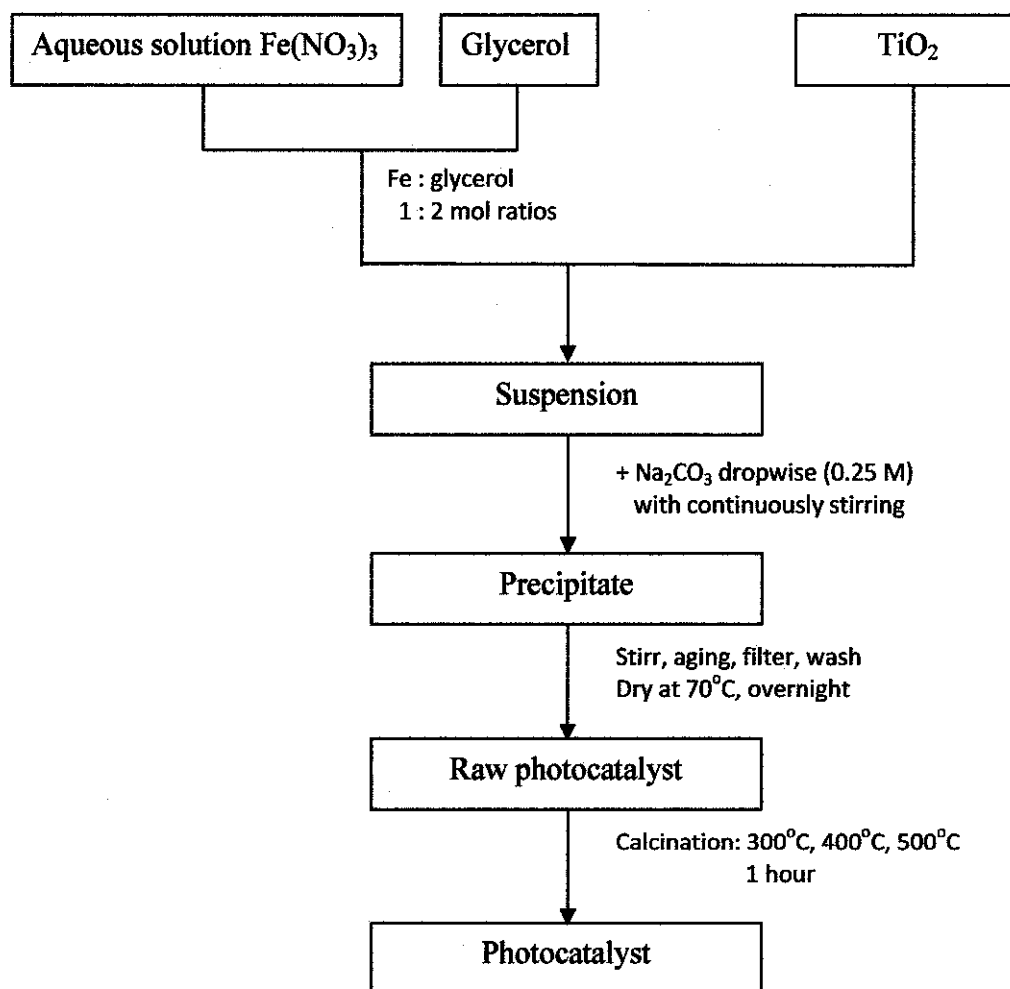 Aqueous solution Fe(NO₃)₃
Glycerol
TiO₂
Fe : glycerol
1 : 2 mol ratios
Suspension
+ Na₂CO₃ dropwise (0.25 M)
with continuously stirring
Precipitate
Stirr, aging, filter, wash
Dry at 70°C, overnight
Raw photocatalyst
Calcination: 300°C, 400°C, 500°C
1 hour
Photocatalyst